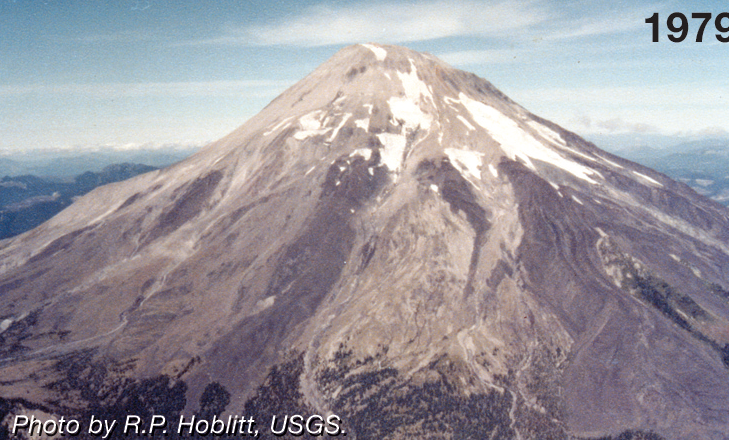 1979
Photo by R.P. Hoblitt, USGS.